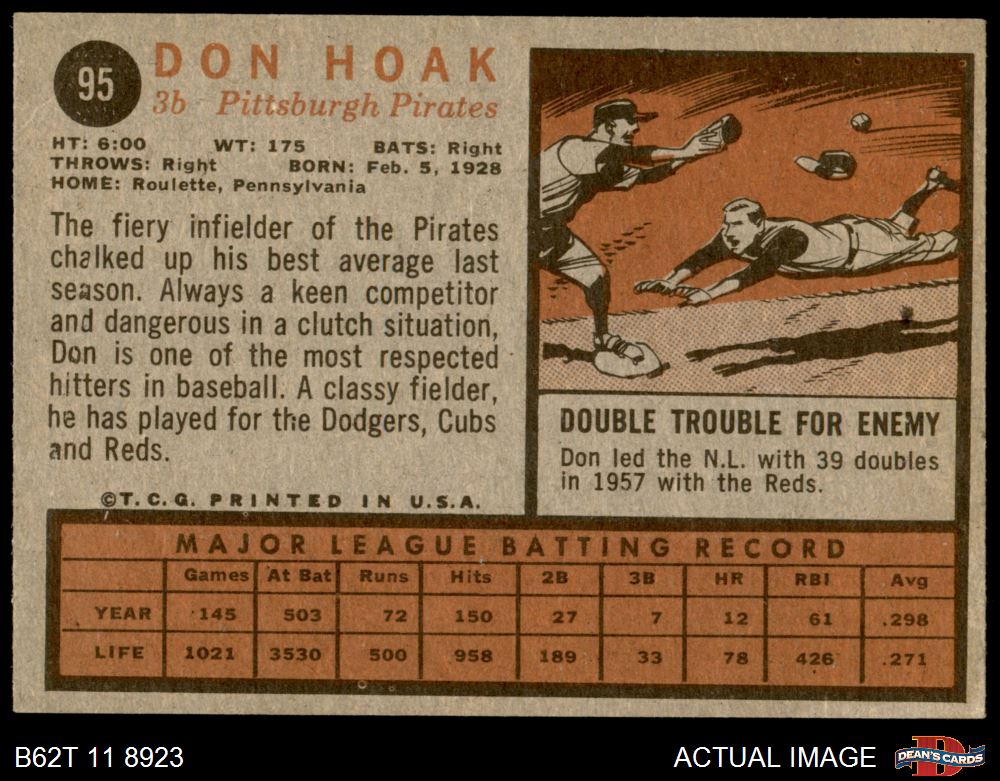 95
DON HOAK
3b Pittsburgh Pirates
HT: 6:00 WT: 175 BATS: Right
THROWS: Right BORN: Feb. 5, 1928
HOME: Roulette, Pennsylvania
The fiery infielder of the Pirates
chalked up his best average last
season. Always a keen competitor
and dangerous in a clutch situation,
Don is one of the most respected
hitters in baseball. A classy fielder,
he has played for the Dodgers, Cubs
and Reds.
©T.C.G. PRINTED IN U.S.A.
DOUBLE TROUBLE FOR ENEMY
Don led the N.L. with 39 doubles
in 1957 with the Reds.
MAJOR LEAGUE BATTING RECORD
Games At Bat Runs Hits 2B 3B HR RBI Avg
YEAR 145 503 72 150 27 7 12 61 .298
LIFE 1021 3530 500 958 189 33 78 426 .271
B62T 11 8923
ACTUAL IMAGE
D
DEAN'S CARDS